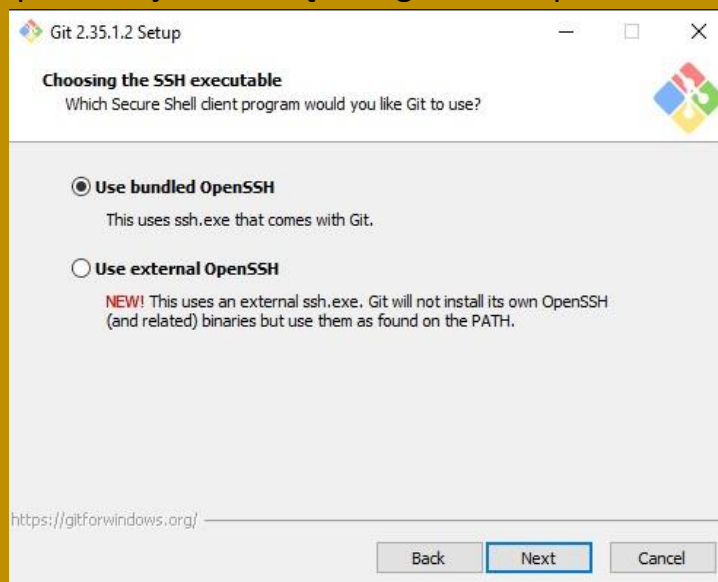 Git 2.35.1.2 Setup
Choosing the SSH executable
Which Secure Shell client program would you like Git to use?
Use bundled OpenSSH
This uses ssh.exe that comes with Git.
Use external OpenSSH
NEW! This uses an external ssh.exe. Git will not install its own OpenSSH
(and related) binaries but use them as found on the PATH.
https://gitforwindows.org/
Back Next Cancel